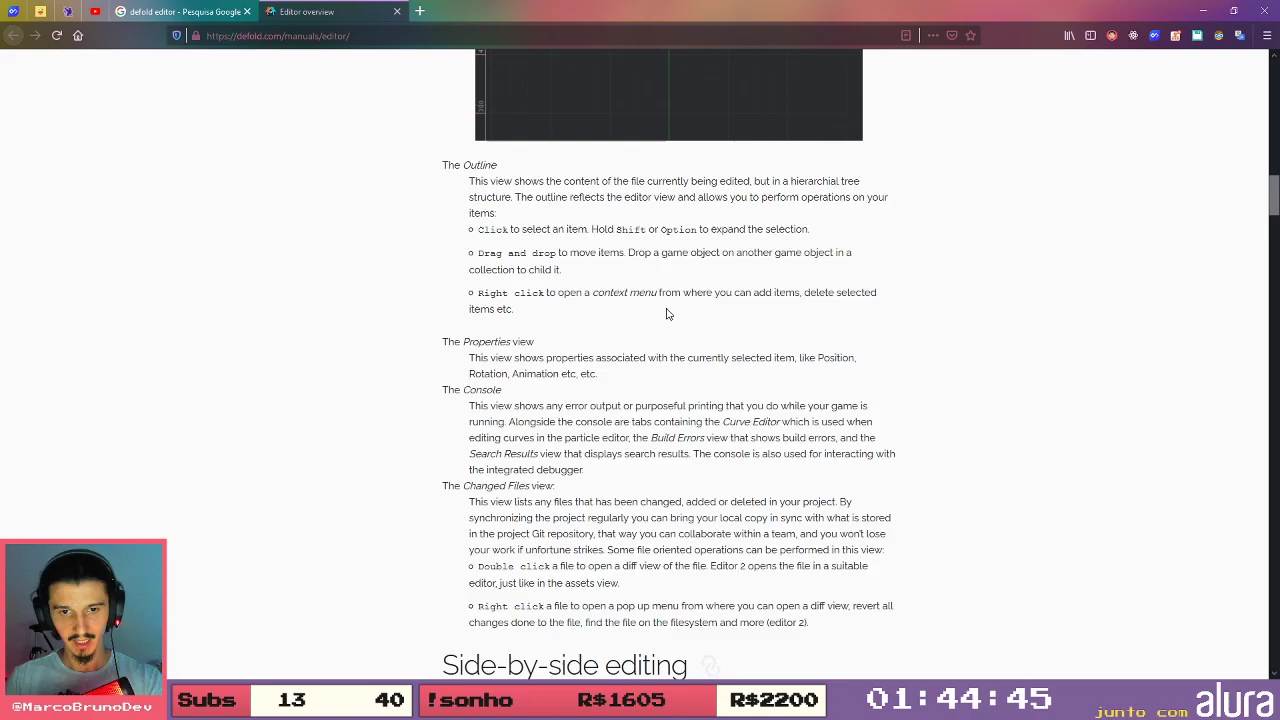 defold editor - Pesquisa Google
Editor overview
https://defold.com/manuals/editor/
The Outline
This view shows the content of the file currently being edited, but in a hierarchial tree
structure. The outline reflects the editor view and allows you to perform operations on your
items:
Click to select an item. Hold Shift or Option to expand the selection.
Drag and drop to move items. Drop a game object on another game object in a
collection to child it.
Right click to open a context menu from where you can add items, delete selected
items etc.
The Properties view
This view shows properties associated with the currently selected item, like Position,
Rotation, Animation etc, etc.
The Console
This view shows any error output or purposeful printing that you do while your game is
running. Alongside the console are tabs containing the Curve Editor which is used when
editing curves in the particle editor, the Build Errors view that shows build errors, and the
Search Results view that displays search results. The console is also used for interacting with
the integrated debugger.
The Changed Files view:
This view lists any files that has been changed, added or deleted in your project. By
synchronizing the project regularly you can bring your local copy in sync with what is stored
in the project Git repository, that way you can collaborate within a team, and you won't lose
your work if unfortune strikes. Some file oriented operations can be performed in this view:
Double click a file to open a diff view of the file. Editor 2 opens the file in a suitable
editor, just like in the assets view.
Right click a file to open a pop up menu from where you can open a diff view, revert all
changes done to the file, find the file on the filesystem and more (editor 2).
Side-by-side editing
@MarcoBrunoDev
Subs 13 40 !sonho R$1605 R$2200 01:44:45
junto com alura